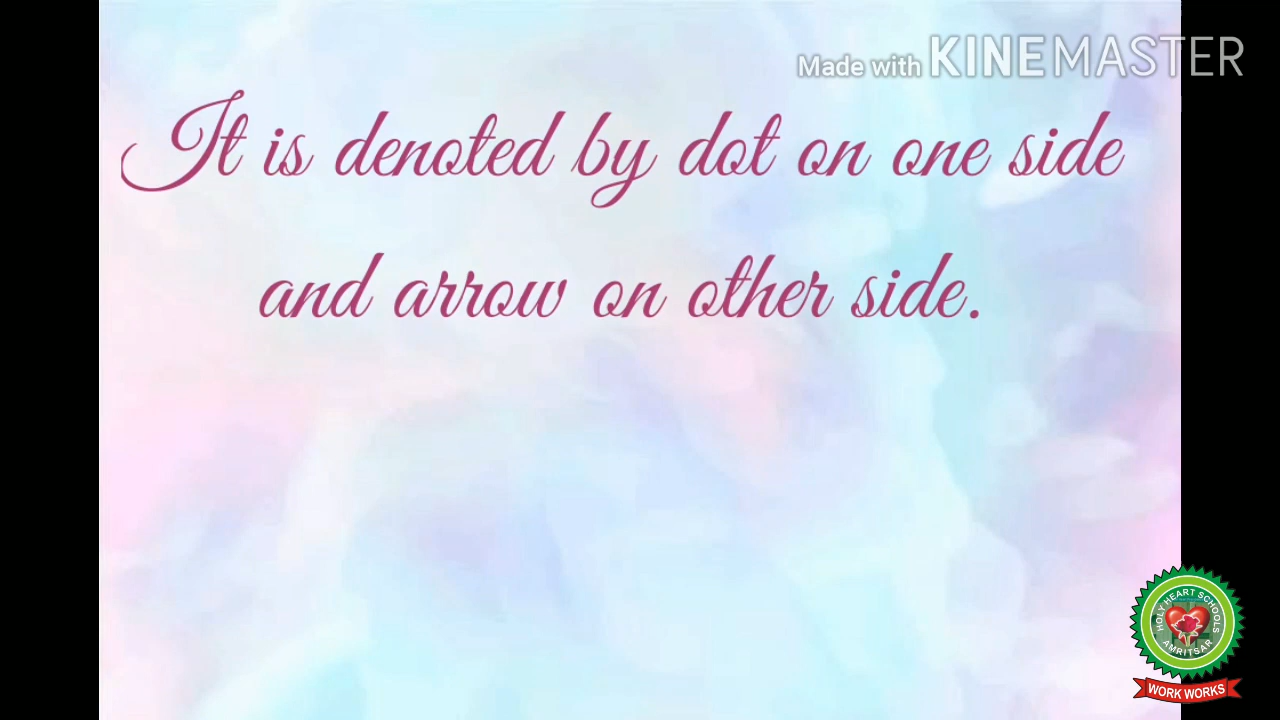 Made with KINEMASTER
It is denoted by dot on one side
and arrow on other side.
HOLY HEART SCHOOLS
AMRITSAR
WORK WORKS